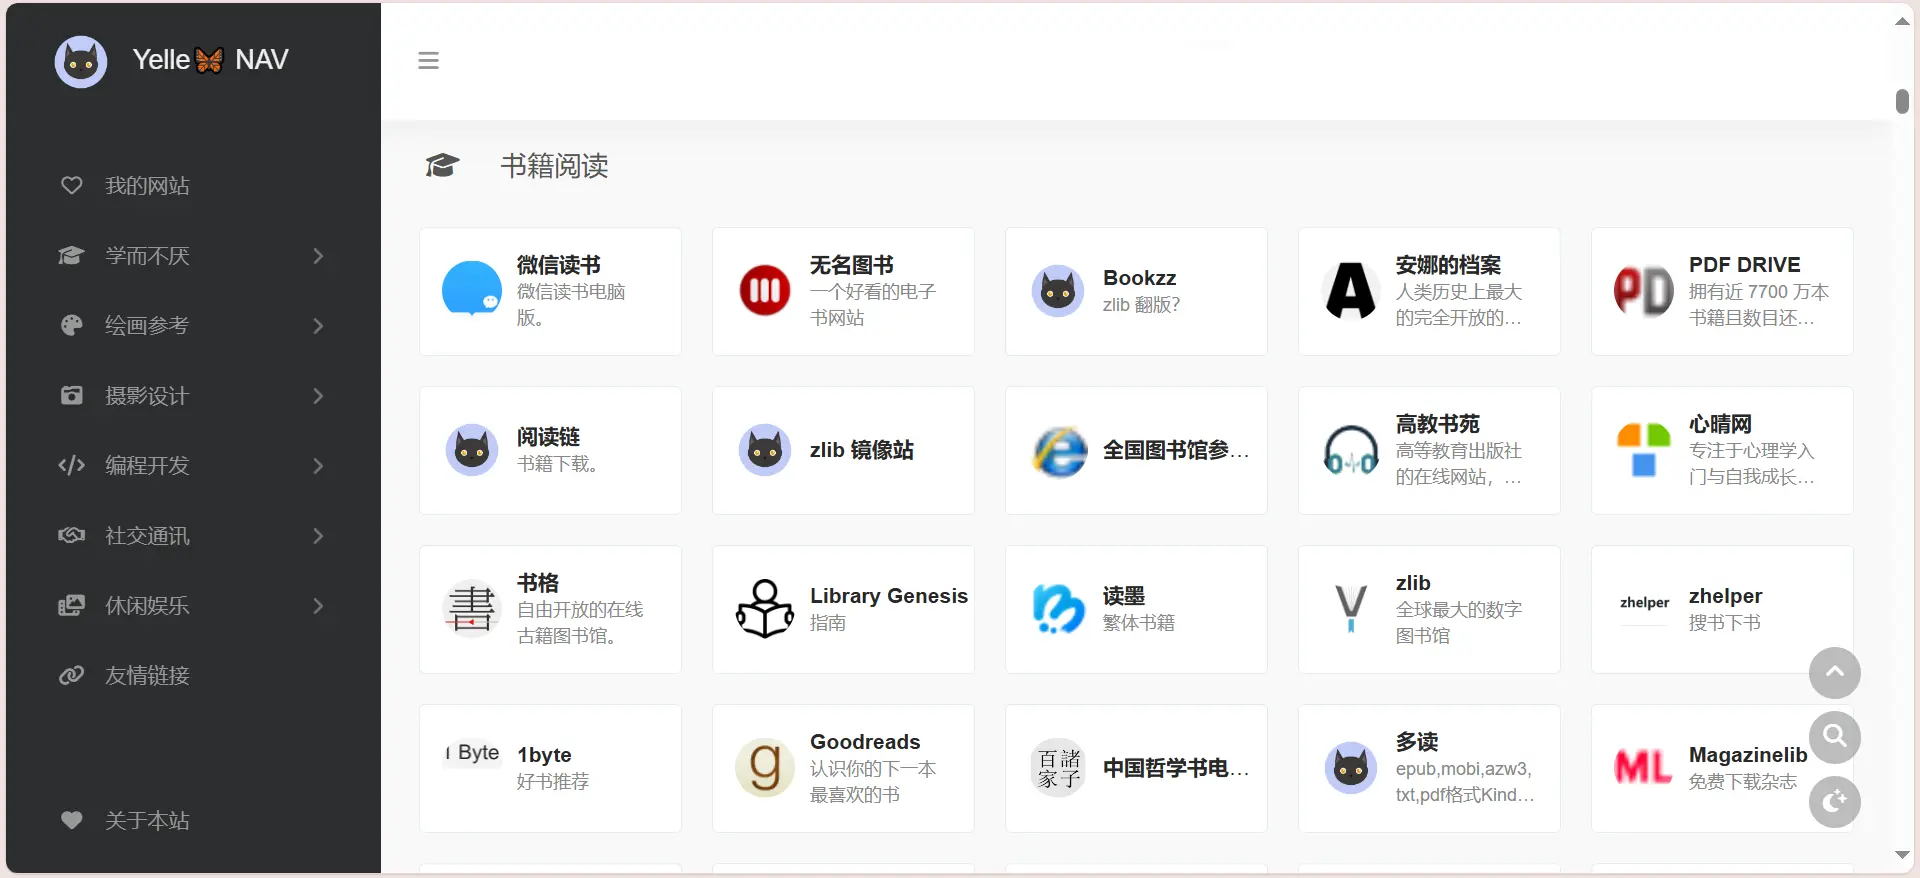 Yelle🦋 NAV
我的网站
学而不厌
绘画参考
摄影设计
编程开发
社交通讯
休闲娱乐
友情链接
关于本站
书籍阅读
微信读书
微信读书电脑
版。
无名图书
一个好看的电子
书网站
Bookzz
zlib 翻版?
安娜的档案
人类历史上最大
的完全开放的...
PDF DRIVE
拥有近 7700 万本
书籍且数目还...
阅读链
书籍下载。
zlib 镜像站
全国图书馆参...
高教书苑
高等教育出版社
的在线网站，...
心晴网
专注于心理学入
门与自我成长...
書
书格
自由开放的在线
古籍图书馆。
Library Genesis
指南
读墨
繁体书籍
zlib
全球最大的数字
图书馆
zhelper
zhelper
搜书下书
1 Byte
1byte
好书推荐
g
Goodreads
认识你的下一本
最喜欢的书
百家諸子
中国哲学书电...
多读
epub,mobi,azw3,
txt,pdf格式Kind...
ML
Magazinelib
免费下载杂志